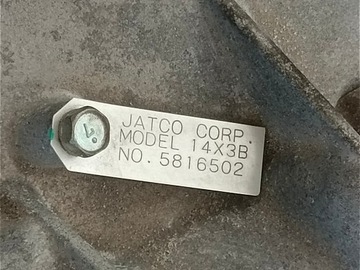 JATCO CORP.
MODEL 14X3B
NO. 5816502